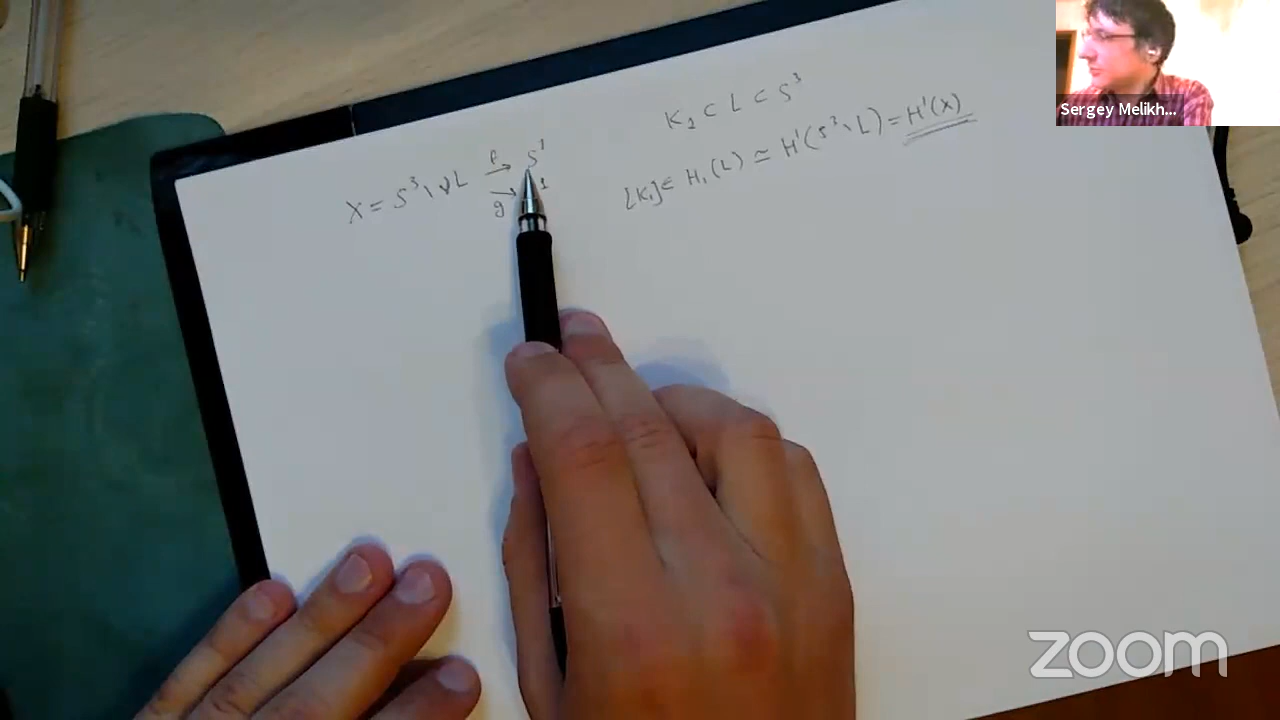 K₁ ⊂ L ⊂ S³
X = S³ \ νL →f S¹
→g
[K₁] ∈ H₁(L) ≃ H¹(S³ \ L) = H¹(X)
Sergey Melikh...
zoom